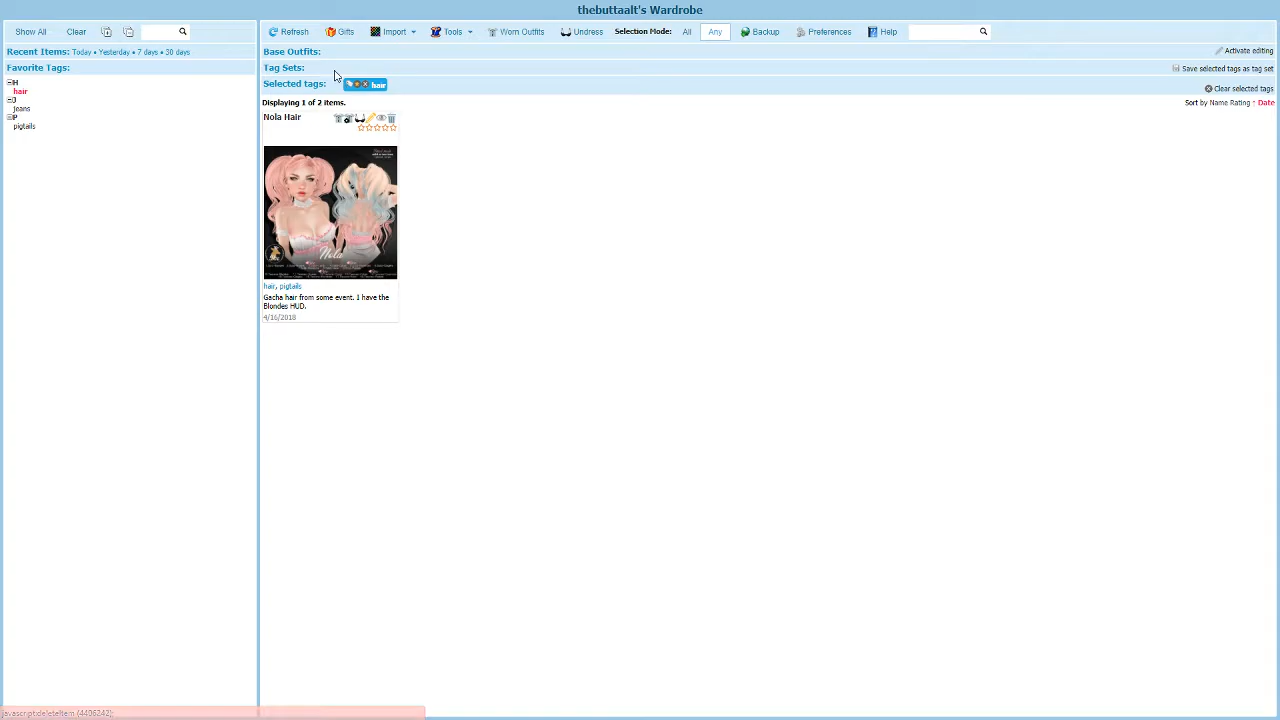 thebuttaalt's Wardrobe
Show All Clear
Refresh Gifts Import Tools Worn Outfits Undress Selection Mode: All Any Backup Preferences Help
Recent Items: Today • Yesterday • 7 days • 30 days
Base Outfits:
Activate editing
Favorite Tags:
Tag Sets:
Save selected tags as tag set
H
hair
J
jeans
P
pigtails
Selected tags: hair
Clear selected tags
Displaying 1 of 2 items.
Sort by Name Rating ↑ Date
Nola Hair
Nola
hair, pigtails
Gacha hair from some event. I have the
Blondes HUD.
4/16/2018
javascript:deleteItem (4496242);